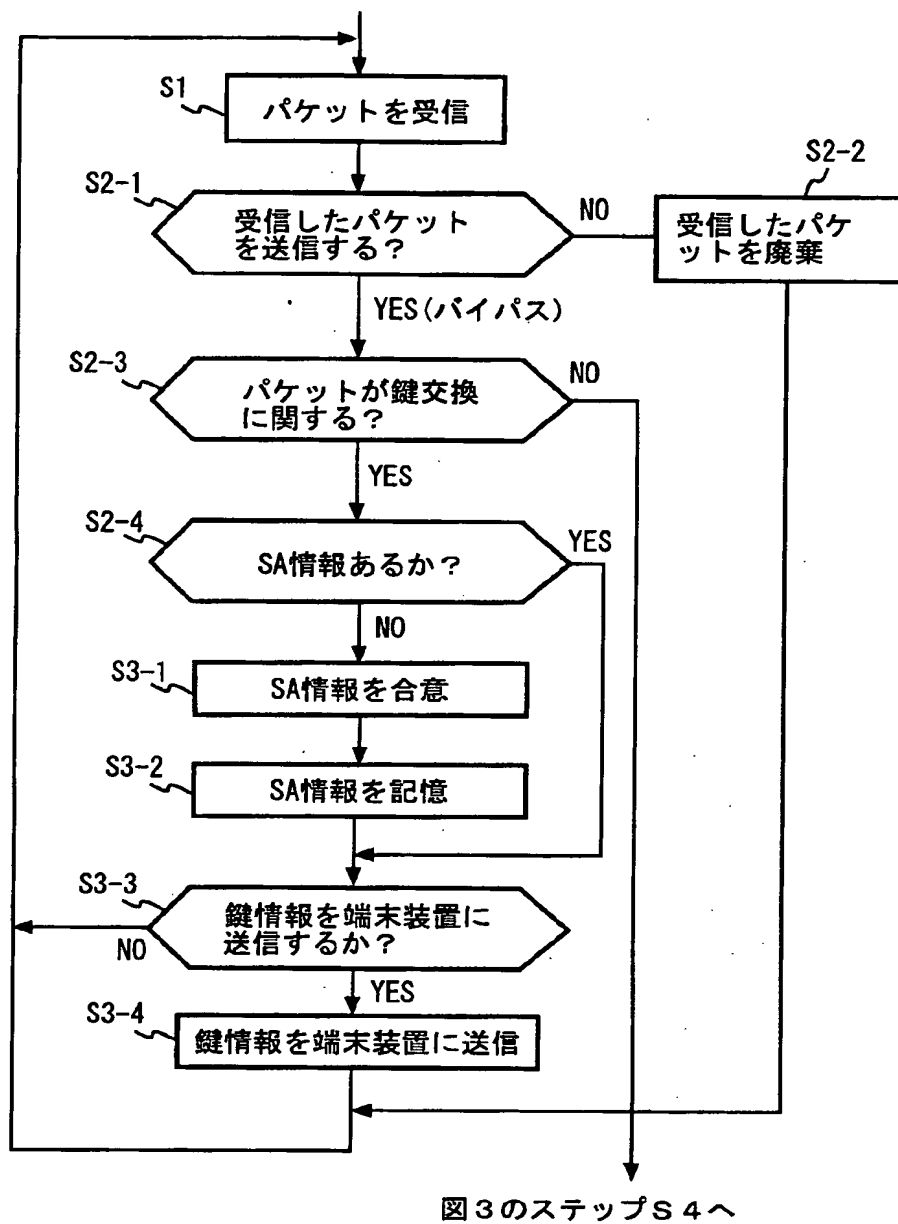 S1
パケットを受信
S2-1
受信したパケット
を送信する？
NO
S2-2
受信したパケ
ットを廃棄
YES(バイパス)
S2-3
パケットが鍵交換
に関する？
NO
YES
S2-4
SA情報あるか？
YES
NO
S3-1
SA情報を合意
S3-2
SA情報を記憶
S3-3
鍵情報を端末装置に
送信するか？
NO
YES
S3-4
鍵情報を端末装置に送信
図３のステップＳ４へ